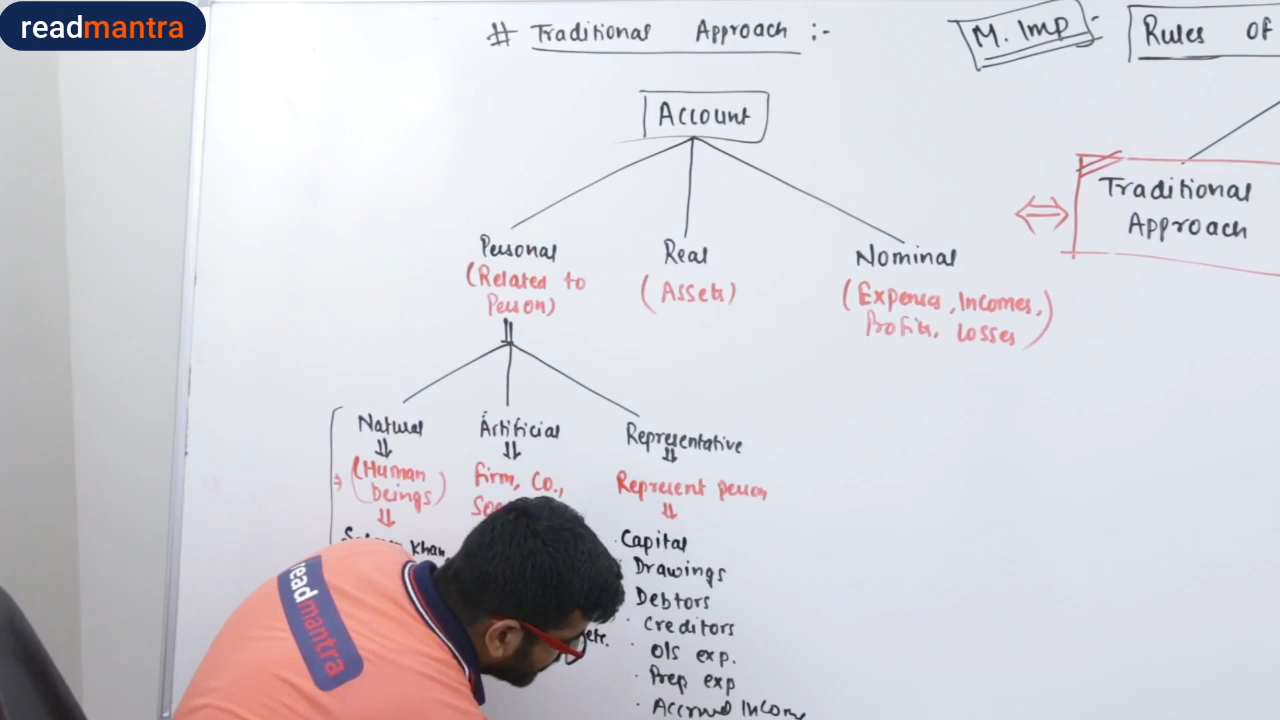 readmantra
# Traditional Approach :-
M. Imp :-
Rules Of
Account
Traditional
Approach
Personal
(Related to
Person)
Real
(Assets)
Nominal
(Expenses, Incomes,
Profits, Losses)
Natural
(Human
beings)
Khan
Artificial
Firm, Co.,
etc.
Representative
Represent person
Capital
Drawings
Debtors
Creditors
O/s exp.
Prep exp
Accrued Income
readmantra